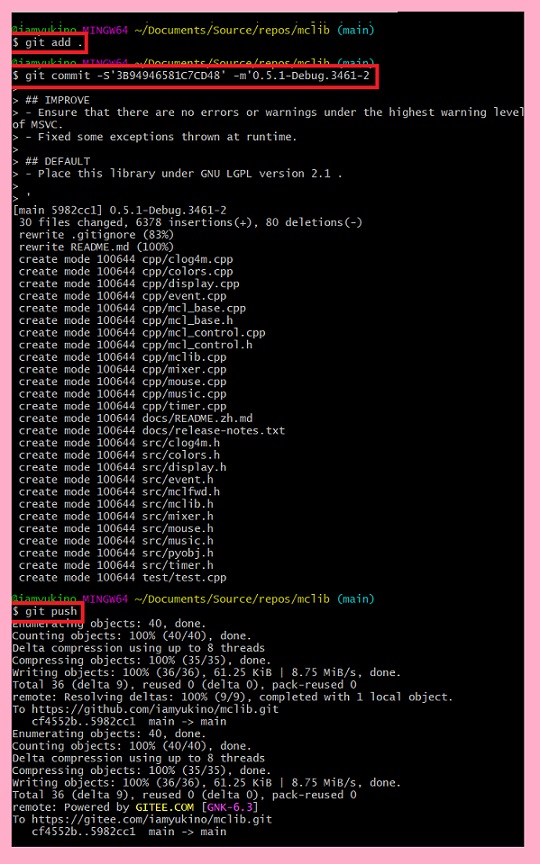 @iamyukino MINGW64 ~/Documents/Source/repos/mclib (main)
$ git add .
@iamyukino MINGW64 ~/Documents/Source/repos/mclib (main)
$ git commit -S'3B94946581C7CD48' -m'0.5.1-Debug.3461-2
>
> ## IMPROVE
> - Ensure that there are no errors or warnings under the highest warning level
of MSVC.
> - Fixed some exceptions thrown at runtime.
>
> ## DEFAULT
> - Place this library under GNU LGPL version 2.1 .
>
> '
[main 5982cc1] 0.5.1-Debug.3461-2
30 files changed, 6378 insertions(+), 80 deletions(-)
rewrite .gitignore (83%)
rewrite README.md (100%)
create mode 100644 cpp/clog4m.cpp
create mode 100644 cpp/colors.cpp
create mode 100644 cpp/display.cpp
create mode 100644 cpp/event.cpp
create mode 100644 cpp/mcl_base.cpp
create mode 100644 cpp/mcl_base.h
create mode 100644 cpp/mcl_control.cpp
create mode 100644 cpp/mcl_control.h
create mode 100644 cpp/mclib.cpp
create mode 100644 cpp/mixer.cpp
create mode 100644 cpp/mouse.cpp
create mode 100644 cpp/music.cpp
create mode 100644 cpp/timer.cpp
create mode 100644 docs/README.zh.md
create mode 100644 docs/release-notes.txt
create mode 100644 src/clog4m.h
create mode 100644 src/colors.h
create mode 100644 src/display.h
create mode 100644 src/event.h
create mode 100644 src/mclfwd.h
create mode 100644 src/mclib.h
create mode 100644 src/mixer.h
create mode 100644 src/mouse.h
create mode 100644 src/music.h
create mode 100644 src/pyobj.h
create mode 100644 src/timer.h
create mode 100644 test/test.cpp
@iamyukino MINGW64 ~/Documents/Source/repos/mclib (main)
$ git push
Enumerating objects: 40, done.
Counting objects: 100% (40/40), done.
Delta compression using up to 8 threads
Compressing objects: 100% (35/35), done.
Writing objects: 100% (36/36), 61.25 KiB | 8.75 MiB/s, done.
Total 36 (delta 9), reused 0 (delta 0), pack-reused 0
remote: Resolving deltas: 100% (9/9), completed with 1 local object.
To https://github.com/iamyukino/mclib.git
cf4552b..5982cc1  main -> main
Enumerating objects: 40, done.
Counting objects: 100% (40/40), done.
Delta compression using up to 8 threads
Compressing objects: 100% (35/35), done.
Writing objects: 100% (36/36), 61.25 KiB | 8.75 MiB/s, done.
Total 36 (delta 9), reused 0 (delta 0), pack-reused 0
remote: Powered by GITEE.COM [GNK-6.3]
To https://gitee.com/iamyukino/mclib.git
cf4552b..5982cc1  main -> main